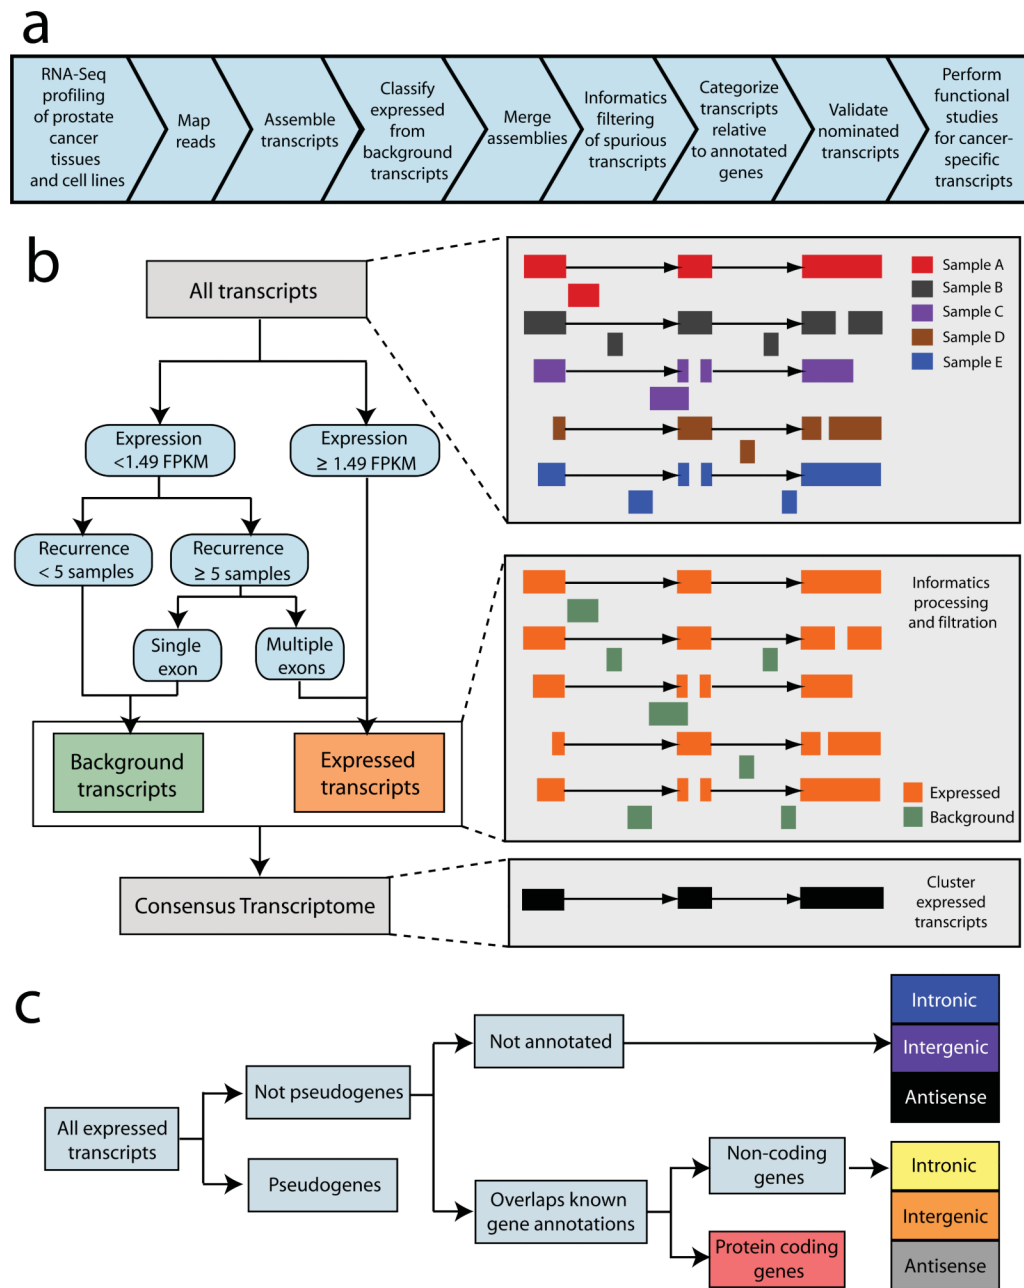 a
RNA-Seq
profiling
of prostate
cancer
tissues
and cell lines
Map
reads
Assemble
transcripts
Classify
expressed
from
background
transcripts
Merge
assemblies
Informatics
filtering
of spurious
transcripts
Categorize
transcripts
relative
to annotated
genes
Validate
nominated
transcripts
Perform
functional
studies
for cancer-
specific
transcripts
b
All transcripts
Expression
<1.49 FPKM
Expression
≥ 1.49 FPKM
Recurrence
< 5 samples
Recurrence
≥ 5 samples
Single
exon
Multiple
exons
Background
transcripts
Expressed
transcripts
Consensus Transcriptome
Sample A
Sample B
Sample C
Sample D
Sample E
Informatics
processing
and filtration
Expressed
Background
Cluster
expressed
transcripts
c
All expressed
transcripts
Not pseudogenes
Pseudogenes
Not annotated
Overlaps known
gene annotations
Non-coding
genes
Protein coding
genes
Intronic
Intergenic
Antisense
Intronic
Intergenic
Antisense